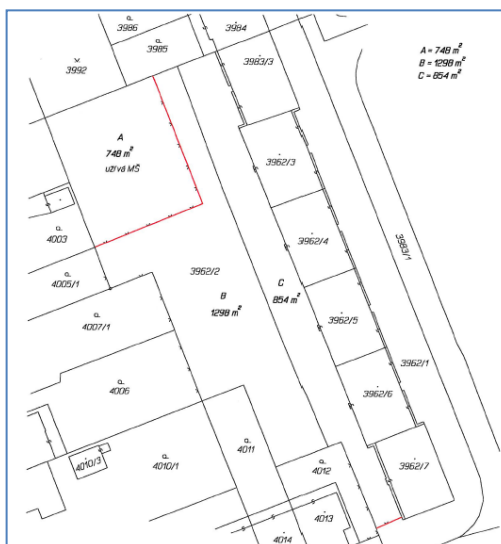 3986
3985
3984
3992
3983/3
A = 748 m²
B = 1298 m²
C = 854 m²
A
748 m²
užívá MŠ
3962/3
4003
3962/4
3983/1
4005/1
3962/2
C
854 m²
B
1298 m²
4007/1
3962/5
3962/1
4006
3962/6
4011
4010/3
4010/1
4012
3962/7
4013
4014